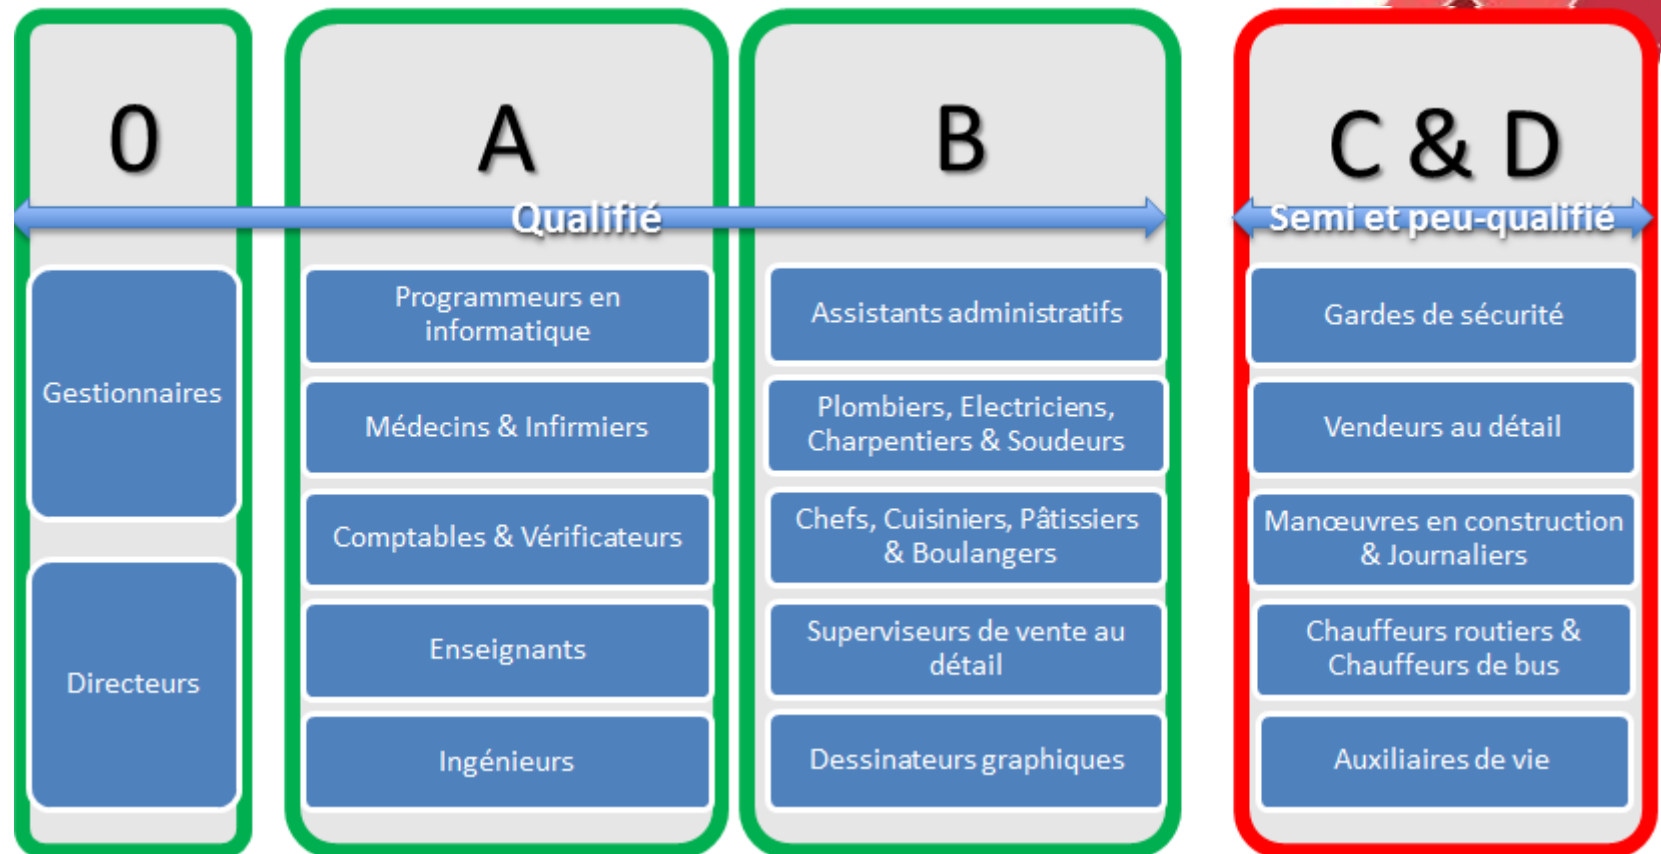 0
A
B
C & D
Qualifié
Semi et peu-qualifié
Gestionnaires
Directeurs
Programmeurs en
informatique
Médecins & Infirmiers
Comptables & Vérificateurs
Enseignants
Ingénieurs
Assistants administratifs
Plombiers, Electriciens,
Charpentiers & Soudeurs
Chefs, Cuisiniers, Pâtissiers
& Boulangers
Superviseurs de vente au
détail
Dessinateurs graphiques
Gardes de sécurité
Vendeurs au détail
Manœuvres en construction
& Journaliers
Chauffeurs routiers &
Chauffeurs de bus
Auxiliaires de vie